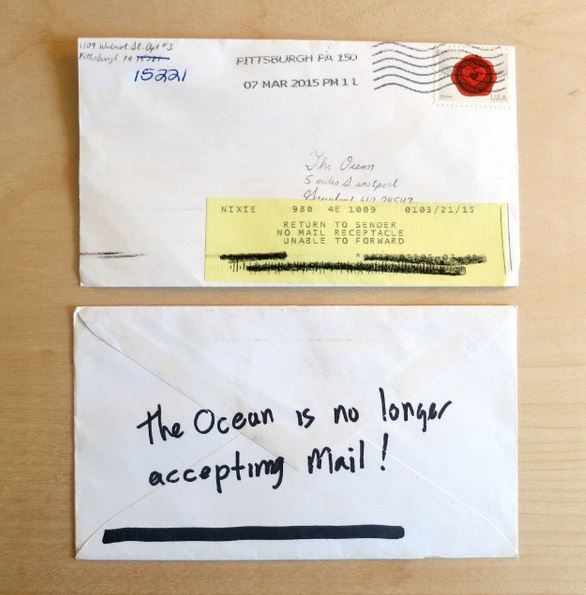 1109 Walnut St. Apt #3
Pittsburgh PA
15221
PITTSBURGH PA 150
07 MAR 2015 PM 1 L
USA
The Ocean
5 miles S westport
NIXIE 980 4E 1009 0103/21/15
RETURN TO SENDER
NO MAIL RECEPTACLE
UNABLE TO FORWARD
the Ocean is no longer
accepting Mail!